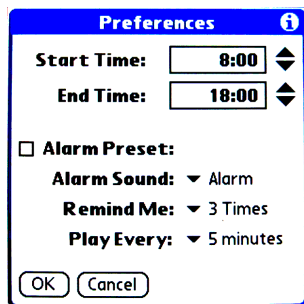 Preferences
Start Time: 8:00
End Time: 18:00
Alarm Preset:
Alarm Sound: Alarm
Remind Me: 3 Times
Play Every: 5 minutes
OK Cancel